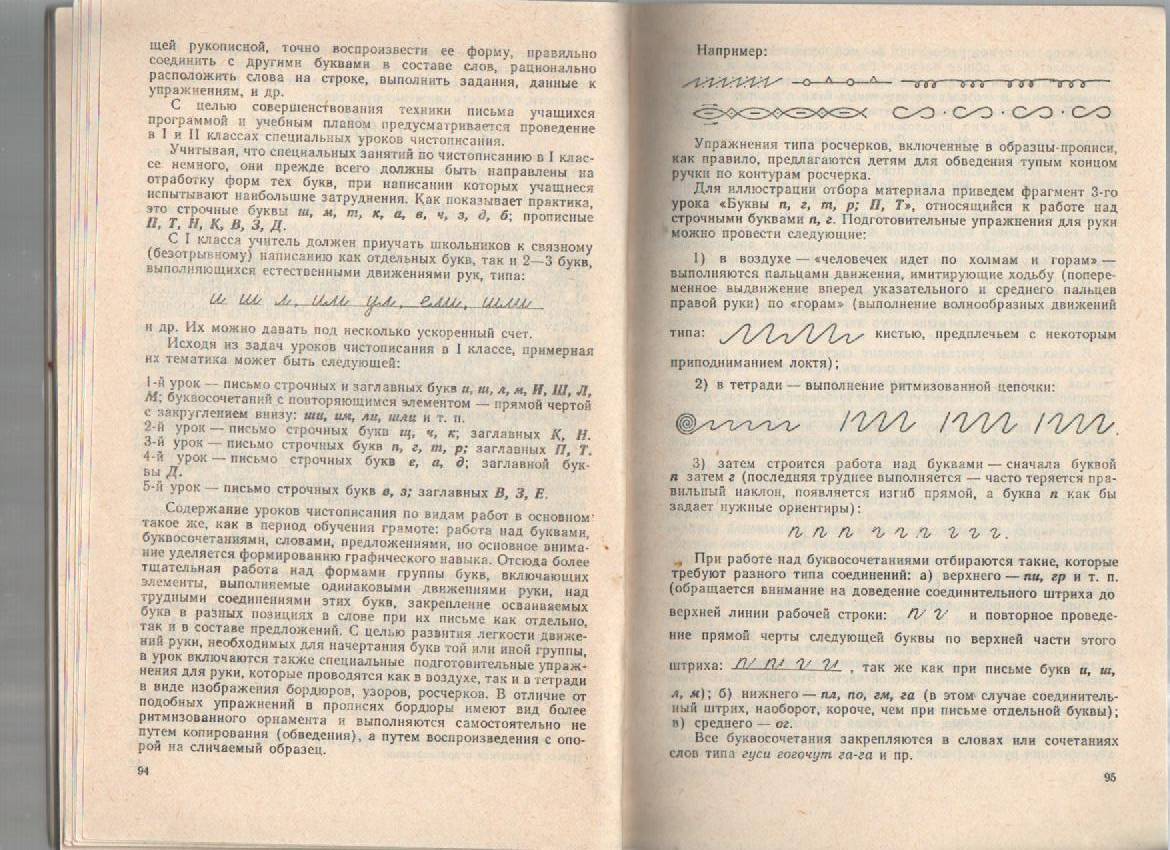 щей рукописной, точно воспроизвести ее форму, правильно
соединить с другими буквами в составе слов, рационально
расположить слова на строке, выполнить задания, данные к
упражнениям, и др.
С целью совершенствования техники письма учащихся
программой и учебным планом предусматривается проведение
в I и II классах специальных уроков чистописания.
Учитывая, что специальных занятий по чистописанию в I клас-
се немного, они прежде всего должны быть направлены на
отработку форм тех букв, при написании которых учащиеся
испытывают наибольшие затруднения. Как показывает практика,
это строчные буквы ш, м, т, к, а, в, ч, з, д, б; прописные
П, Т, Н, К, В, З, Д.
С I класса учитель должен приучать школьников к связному
(безотрывному) написанию как отдельных букв, так и 2—3 букв,
выполняющихся естественными движениями рук, типа:
и ш л, или ул, ели, шли
и др. Их можно давать под несколько ускоренный счет.
Исходя из задач уроков чистописания в I классе, примерная
их тематика может быть следующей:
1-й урок — письмо строчных и заглавных букв и, ш, л, м, И, Ш, Л,
М; буквосочетаний с повторяющимся элементом — прямой чертой
с закруглением внизу: ши, им, ли, шли и т. п.
2-й урок — письмо строчных букв щ, ч, к; заглавных К, Н.
3-й урок — письмо строчных букв п, г, т, р; заглавных П, Т.
4-й урок — письмо строчных букв е, а, д; заглавной бук-
вы Д.
5-й урок — письмо строчных букв в, з; заглавных В, З, Е.
Содержание уроков чистописания по видам работ в основном
такое же, как в период обучения грамоте: работа над буквами,
буквосочетаниями, словами, предложениями, но основное внима-
ние уделяется формированию графического навыка. Отсюда более
тщательная работа над формами группы букв, включающих
элементы, выполняемые одинаковыми движениями руки, над
трудными соединениями этих букв, закрепление осваиваемых
букв в разных позициях в слове при их письме как отдельно,
так и в составе предложений. С целью развития легкости движе-
ний руки, необходимых для начертания букв той или иной группы,
в урок включаются также специальные подготовительные упраж-
нения для руки, которые проводятся как в воздухе, так и в тетради
в виде изображения бордюров, узоров, росчерков. В отличие от
подобных упражнений в прописях бордюры имеют вид более
ритмизованного орнамента и выполняются самостоятельно не
путем копирования (обведения), а путем воспроизведения с опо-
рой на сличаемый образец.
94
Например:
Упражнения типа росчерков, включенные в образцы-прописи,
как правило, предлагаются детям для обведения тупым концом
ручки по контурам росчерка.
Для иллюстрации отбора материала приведем фрагмент 3-го
урока «Буквы п, г, т, р; П, Т», относящийся к работе над
строчными буквами п, г. Подготовительные упражнения для руки
можно провести следующие:
1) в воздухе — «человечек идет по холмам и горам» —
выполняются пальцами движения, имитирующие ходьбу (попере-
менное выдвижение вперед указательного и среднего пальцев
правой руки) по «горам» (выполнение волнообразных движений
типа: кистью, предплечьем с некоторым
приподниманием локтя);
2) в тетради — выполнение ритмизованной цепочки:
3) затем строится работа над буквами — сначала буквой
п затем г (последняя труднее выполняется — часто теряется пра-
вильный наклон, появляется изгиб прямой, а буква п как бы
задает нужные ориентиры):
п п п г г п г г г.
При работе над буквосочетаниями отбираются такие, которые
требуют разного типа соединений: а) верхнего — пи, гр и т. п.
(обращается внимание на доведение соединительного штриха до
верхней линии рабочей строки: п г и повторное проведе-
ние прямой черты следующей буквы по верхней части этого
штриха: п пи г ги, так же как при письме букв и, ш,
л, м); б) нижнего — пл, по, гм, га (в этом случае соединитель-
ный штрих, наоборот, короче, чем при письме отдельной буквы);
в) среднего — ог.
Все буквосочетания закрепляются в словах или сочетаниях
слов типа гуси гогочут га-га и пр.
95